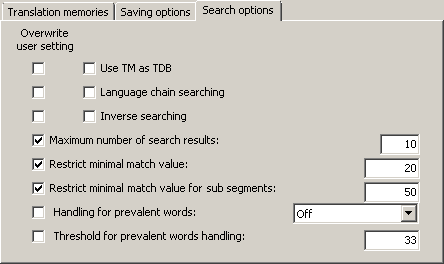 Translation memories Saving options Search options
Overwrite
user setting
Use TM as TDB
Language chain searching
Inverse searching
Maximum number of search results: 10
Restrict minimal match value: 20
Restrict minimal match value for sub segments: 50
Handling for prevalent words: Off
Threshold for prevalent words handling: 33